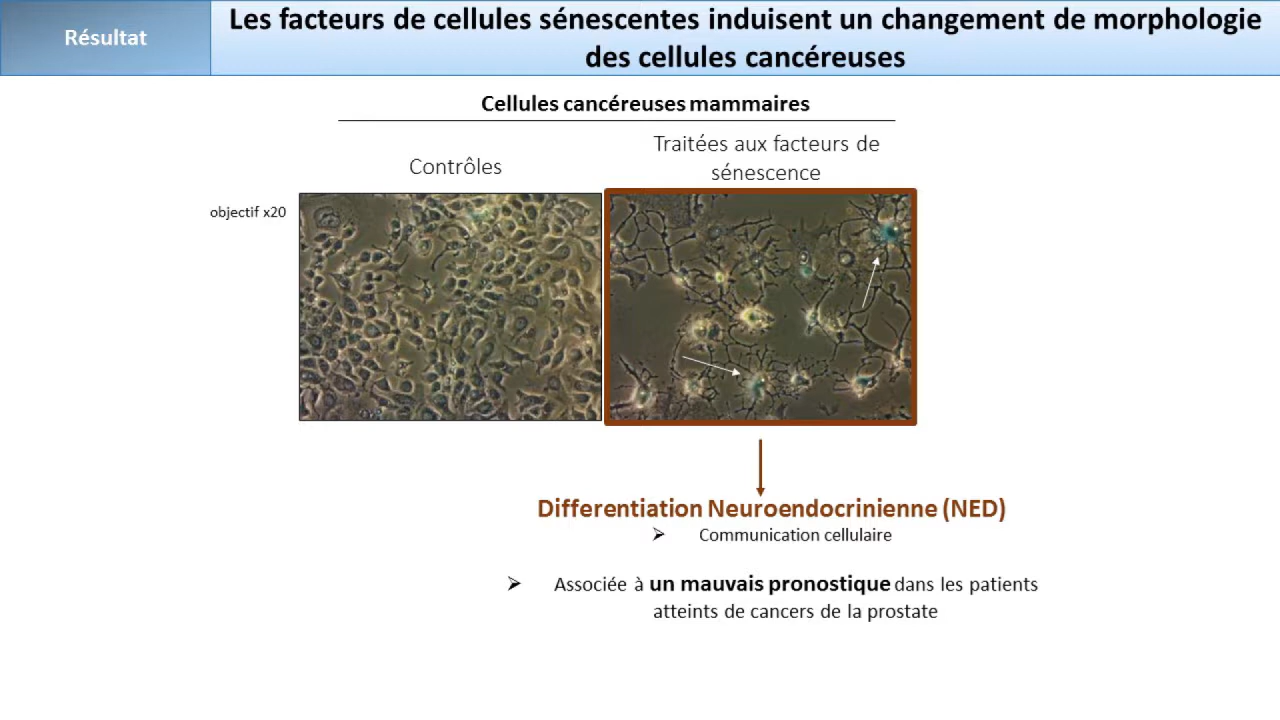 Résultat
Les facteurs de cellules sénescentes induisent un changement de morphologie
des cellules cancéreuses
Cellules cancéreuses mammaires
Contrôles
Traitées aux facteurs de
sénescence
objectif x20
Differentiation Neuroendocrinienne (NED)
➢ Communication cellulaire
➢ Associée à un mauvais pronostique dans les patients
atteints de cancers de la prostate